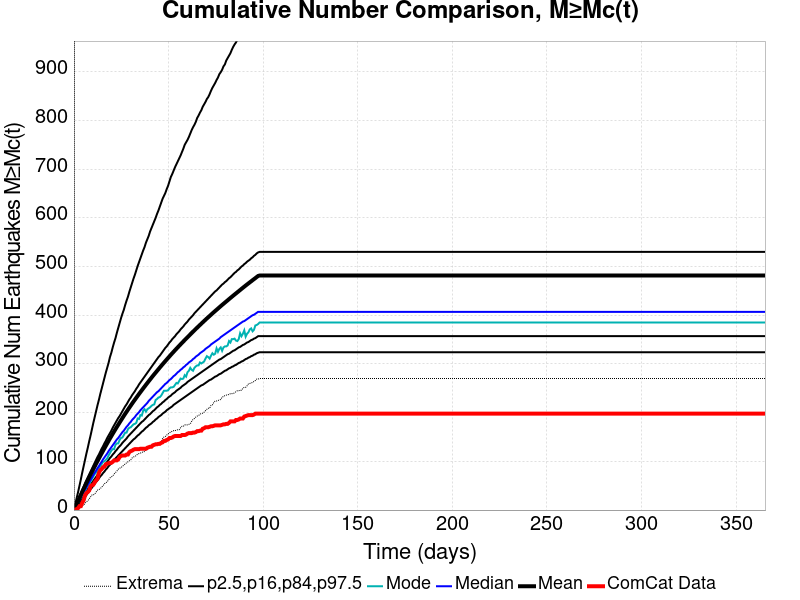 Cumulative Number Comparison, M≥Mc(t)
Cumulative Num Earthquakes M≥Mc(t)
900
800
700
600
500
400
300
200
100
0
0 50 100 150 200 250 300 350
Time (days)
Extrema p2.5,p16,p84,p97.5 Mode Median Mean ComCat Data